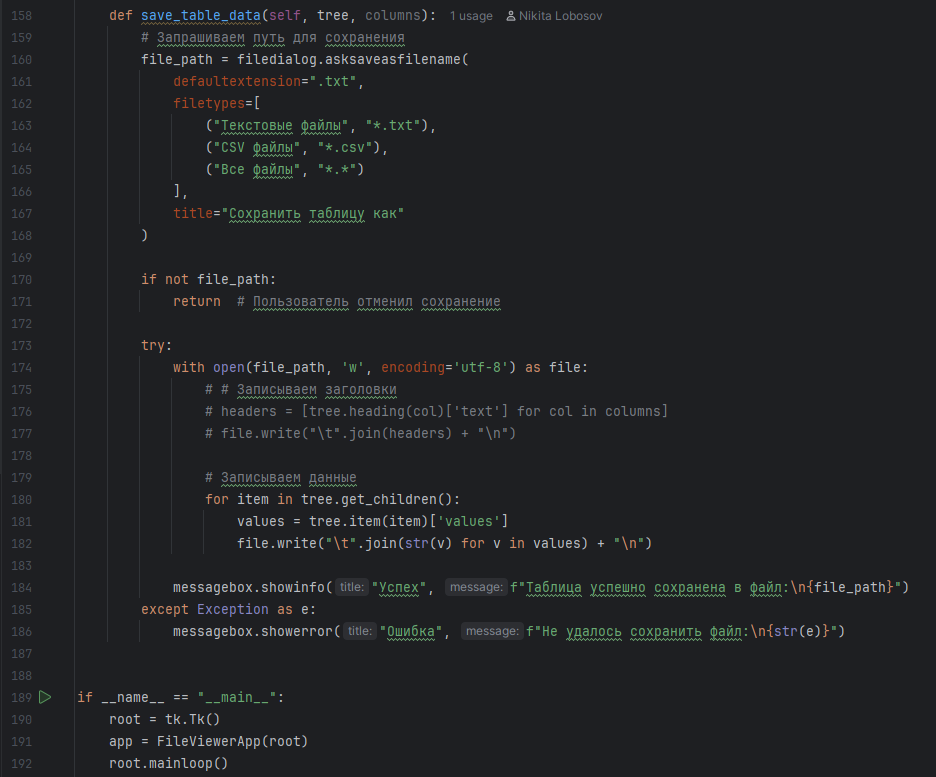 158 def save_table_data(self, tree, columns): 1 usage Nikita Lobosov
159 # Запрашиваем путь для сохранения
160 file_path = filedialog.asksaveasfilename(
161 defaultextension=".txt",
162 filetypes=[
163 ("Текстовые файлы", "*.txt"),
164 ("CSV файлы", "*.csv"),
165 ("Все файлы", "*.*")
166 ],
167 title="Сохранить таблицу как"
168 )
169
170 if not file_path:
171 return  # Пользователь отменил сохранение
172
173 try:
174 with open(file_path, 'w', encoding='utf-8') as file:
175 # # Записываем заголовки
176 # headers = [tree.heading(col)['text'] for col in columns]
177 # file.write("\t".join(headers) + "\n")
178
179 # Записываем данные
180 for item in tree.get_children():
181 values = tree.item(item)['values']
182 file.write("\t".join(str(v) for v in values) + "\n")
183
184 messagebox.showinfo( title: "Успех", message: f"Таблица успешно сохранена в файл:\n{file_path}")
185 except Exception as e:
186 messagebox.showerror( title: "Ошибка", message: f"Не удалось сохранить файл:\n{str(e)}")
187
188
189 if __name__ == "__main__":
190 root = tk.Tk()
191 app = FileViewerApp(root)
192 root.mainloop()